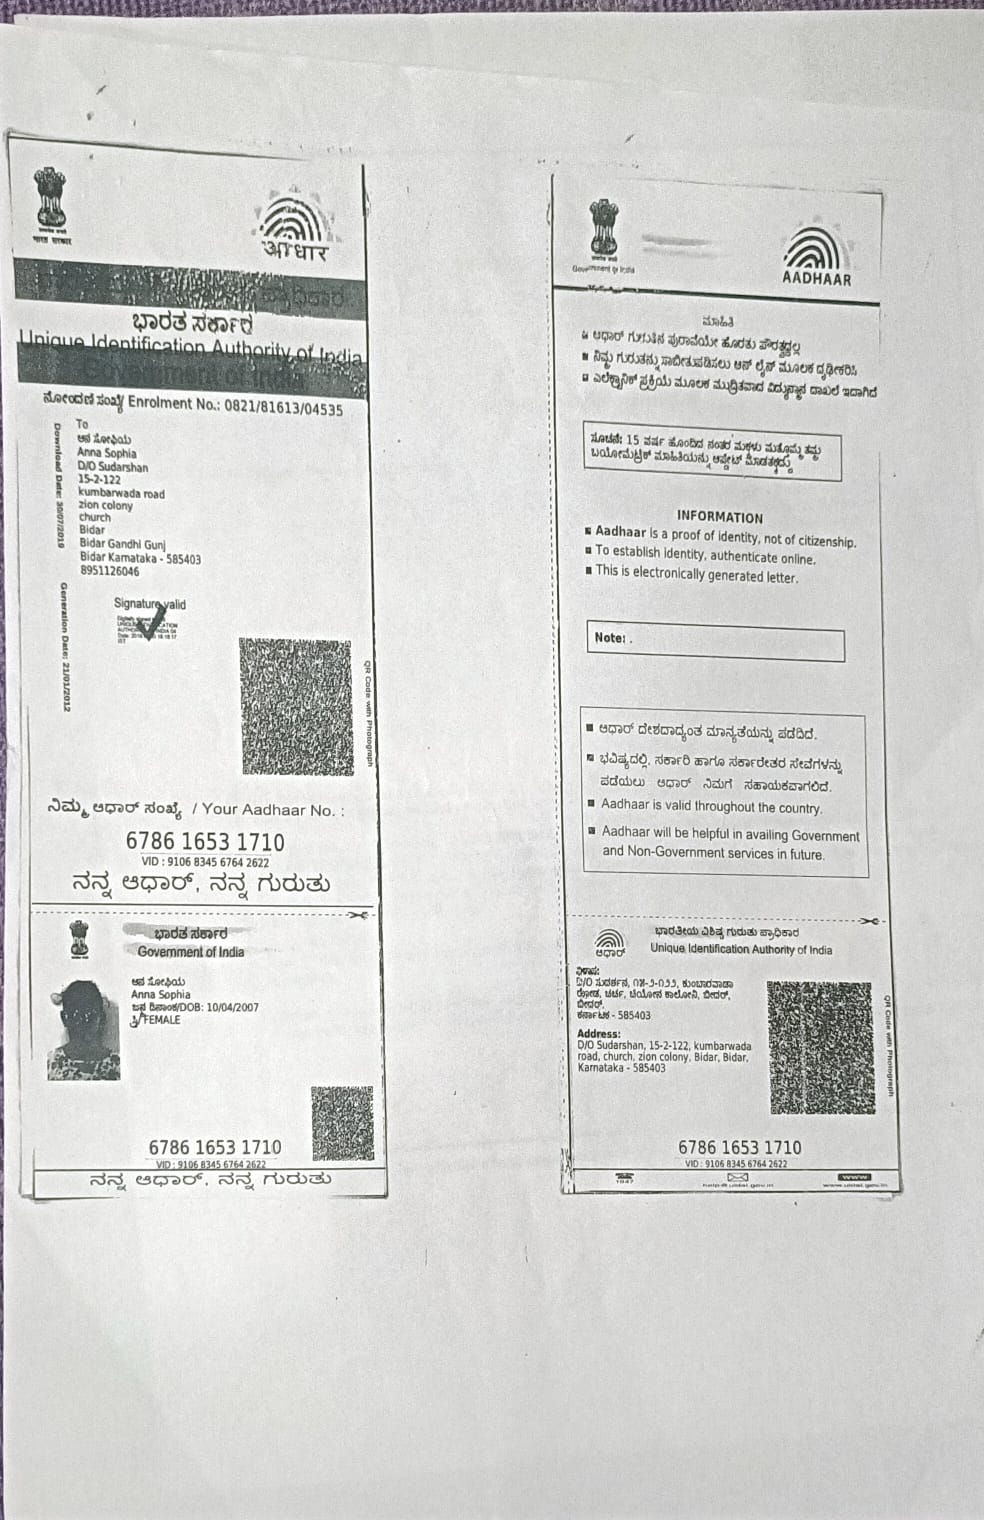 भारत सरकार
आधार
ಪ್ರಾಧಿಕಾರ
ಭಾರತ ಸರ್ಕಾರ
Unique Identification Authority of India
Government of India
ನೋಂದಣಿ ಸಂಖ್ಯೆ/ Enrolment No.: 0821/81613/04535
Download Date: 30/07/2019
Generation Date: 21/01/2012
To
ಆನ ಸೋಫಿಯ
Anna Sophia
D/O Sudarshan
15-2-122
kumbarwada road
zion colony
church
Bidar
Bidar Gandhi Gunj
Bidar Karnataka - 585403
8951126046
Signature valid
QR Code with Photograph
ನಿಮ್ಮ ಆಧಾರ್ ಸಂಖ್ಯೆ / Your Aadhaar No. :
6786 1653 1710
VID : 9106 8345 6764 2622
ನನ್ನ ಆಧಾರ್, ನನ್ನ ಗುರುತು
ಭಾರತ ಸರ್ಕಾರ
Government of India
ಆನ ಸೋಫಿಯ
Anna Sophia
ಜನ್ಮ ದಿನಾಂಕ/DOB: 10/04/2007
ಸ್ತ್ರೀ/FEMALE
6786 1653 1710
VID : 9106 8345 6764 2622
ನನ್ನ ಆಧಾರ್, ನನ್ನ ಗುರುತು
Government of India
AADHAAR
ಮಾಹಿತಿ
ಆಧಾರ್ ಗುರುತಿನ ಪುರಾವೆಯೇ ಹೊರತು ಪೌರತ್ವದ್ದಲ್ಲ
ನಿಮ್ಮ ಗುರುತನ್ನು ಸಾಬೀತುಪಡಿಸಲು ಆನ್ ಲೈನ್ ಮೂಲಕ ದೃಢೀಕರಿಸಿ
ಎಲೆಕ್ಟ್ರಾನಿಕ್ ಪ್ರಕ್ರಿಯೆ ಮೂಲಕ ಮುದ್ರಿತವಾದ ವಿದ್ಯುನ್ಮಾನ ದಾಖಲೆ ಇದಾಗಿದೆ
ಸೂಚನೆ: 15 ವರ್ಷ ಹೊಂದಿದ ನಂತರ ಮಕ್ಕಳು ಮತ್ತೊಮ್ಮೆ ತಮ್ಮ
ಬಯೋಮೆಟ್ರಿಕ್ ಮಾಹಿತಿಯನ್ನು ಅಪ್ಡೇಟ್ ಮಾಡತಕ್ಕದ್ದು
INFORMATION
Aadhaar is a proof of identity, not of citizenship.
To establish identity, authenticate online.
This is electronically generated letter.
Note: .
ಆಧಾರ್ ದೇಶದಾದ್ಯಂತ ಮಾನ್ಯತೆಯನ್ನು ಪಡೆದಿದೆ.
ಭವಿಷ್ಯದಲ್ಲಿ, ಸರ್ಕಾರಿ ಹಾಗೂ ಸರ್ಕಾರೇತರ ಸೇವೆಗಳನ್ನು
ಪಡೆಯಲು ಆಧಾರ್ ನಿಮಗೆ ಸಹಾಯಕವಾಗಲಿದೆ.
Aadhaar is valid throughout the country.
Aadhaar will be helpful in availing Government
and Non-Government services in future.
ಆಧಾರ್
ಭಾರತೀಯ ವಿಶಿಷ್ಟ ಗುರುತು ಪ್ರಾಧಿಕಾರ
Unique Identification Authority of India
ವಿಳಾಸ:
D/O ಸುದರ್ಶನ, ೧೫-೨-೧೨೨, ಕುಂಬಾರವಾಡಾ
ರೋಡ, ಚರ್ಚ, ಜಿಯೋನ ಕಾಲೋನಿ, ಬೀದರ್,
ಬೀದರ್,
ಕರ್ನಾಟಕ - 585403
Address:
D/O Sudarshan, 15-2-122, kumbarwada
road, church, zion colony, Bidar, Bidar,
Karnataka - 585403
QR Code with Photograph
6786 1653 1710
VID : 9106 8345 6764 2622
1947
help@uidai.gov.in
www
www.uidai.gov.in